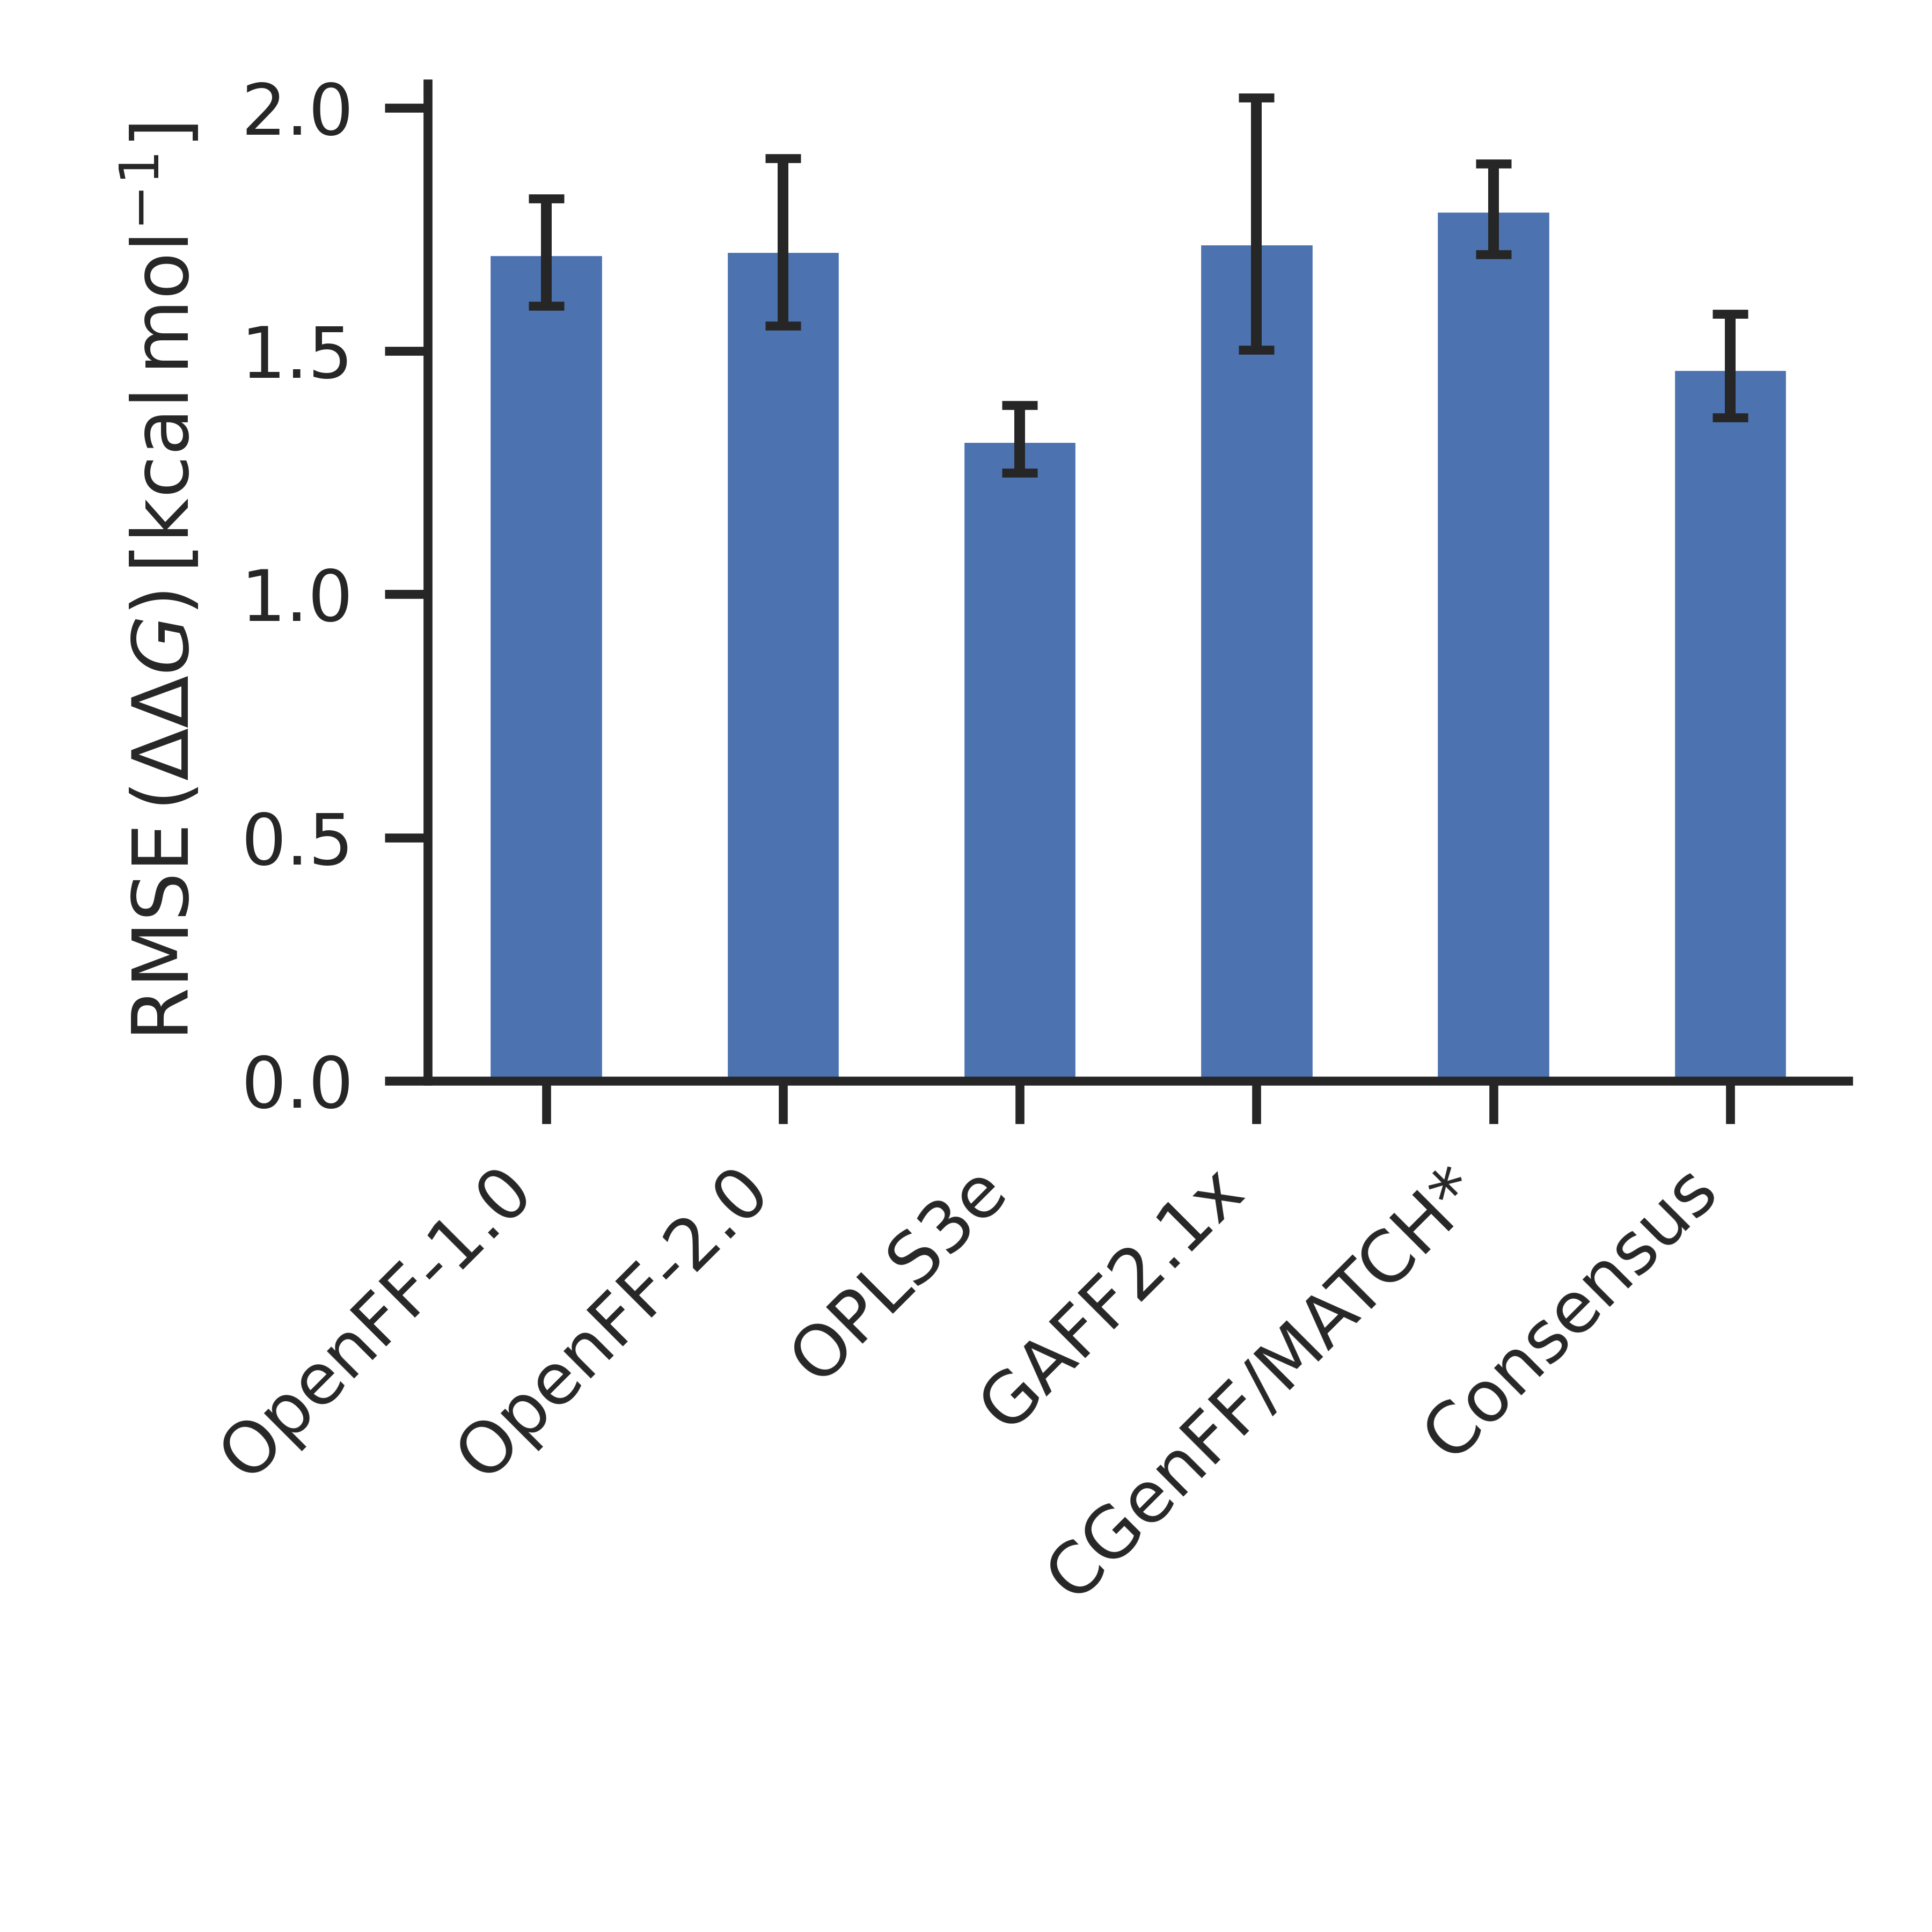 RMSE (ΔΔG) [kcal mol⁻¹]
2.0
1.5
1.0
0.5
0.0
OpenFF-1.0
OpenFF-2.0
OPLS3e
GAFF2.1x
CGenFF/MATCH*
Consensus